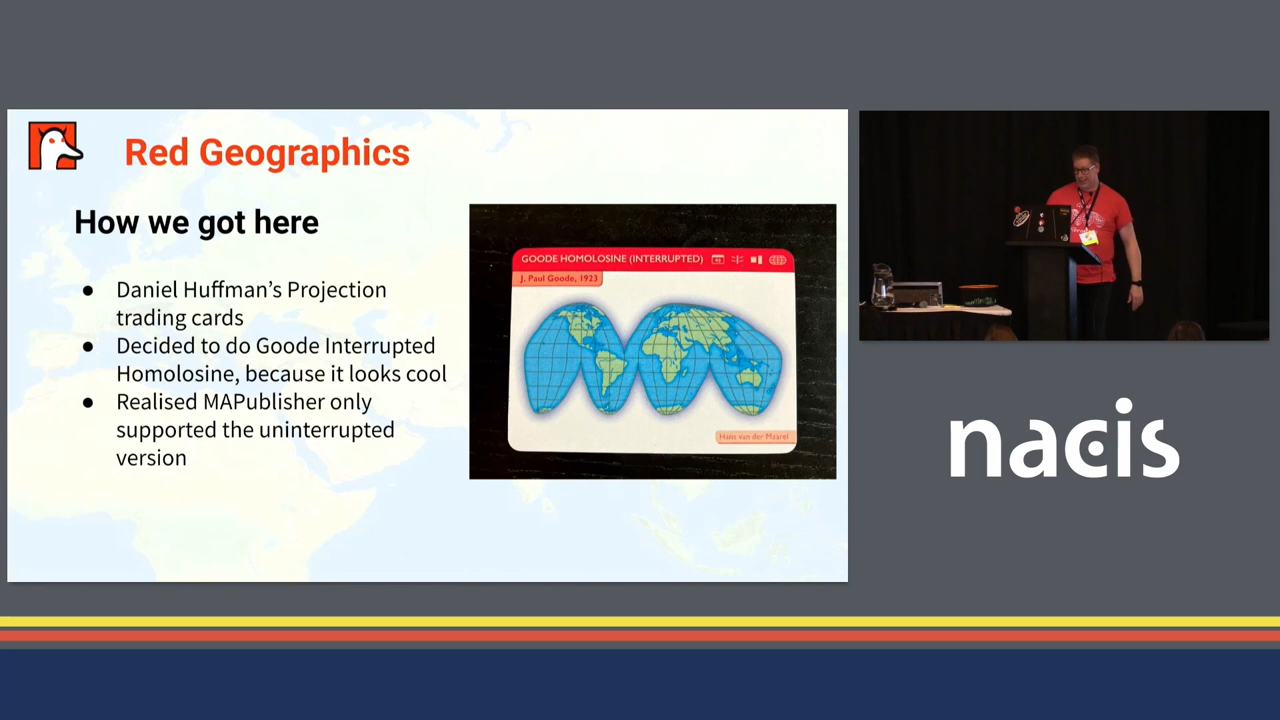 Red Geographics
How we got here
● Daniel Huffman's Projection
trading cards
● Decided to do Goode Interrupted
Homolosine, because it looks cool
● Realised MAPublisher only
supported the uninterrupted
version
GOODE HOMOLOSINE (INTERRUPTED)
J. Paul Goode, 1923
Hans van der Maarel
nacis